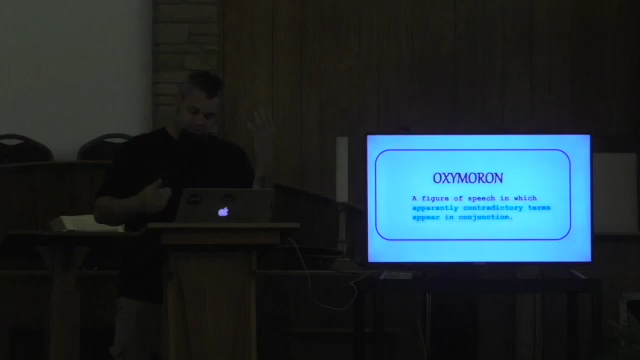 OXYMORON
A figure of speech in which
apparently contradictory terms
appear in conjunction.